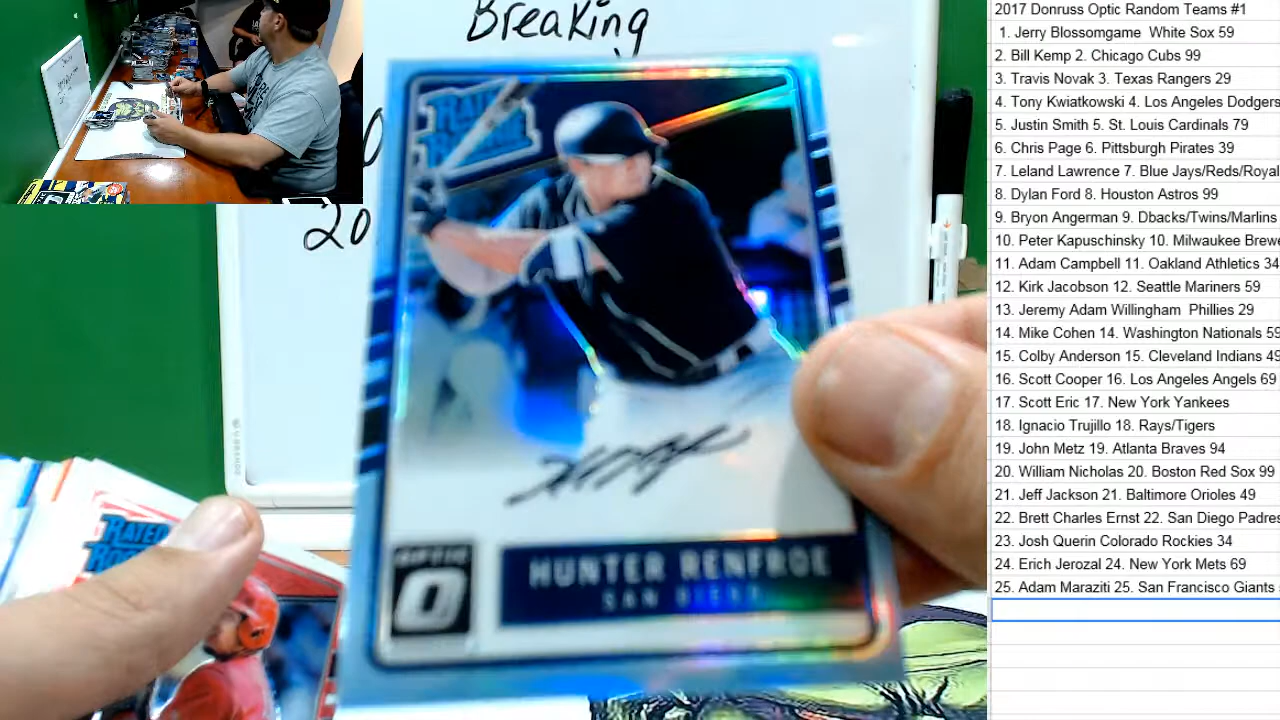 Breaking
20
RATED
ROOKIE
HUNTER RENFROE
SAN DIEGO
OPTIC
RATED
2017 Donruss Optic Random Teams #1
1. Jerry Blossomgame White Sox 59
2. Bill Kemp 2. Chicago Cubs 99
3. Travis Novak 3. Texas Rangers 29
4. Tony Kwiatkowski 4. Los Angeles Dodgers
5. Justin Smith 5. St. Louis Cardinals 79
6. Chris Page 6. Pittsburgh Pirates 39
7. Leland Lawrence 7. Blue Jays/Reds/Royal
8. Dylan Ford 8. Houston Astros 99
9. Bryon Angerman 9. Dbacks/Twins/Marlins
10. Peter Kapuschinsky 10. Milwaukee Brewe
11. Adam Campbell 11. Oakland Athletics 34
12. Kirk Jacobson 12. Seattle Mariners 59
13. Jeremy Adam Willingham Phillies 29
14. Mike Cohen 14. Washington Nationals 55
15. Colby Anderson 15. Cleveland Indians 49
16. Scott Cooper 16. Los Angeles Angels 69
17. Scott Eric 17. New York Yankees
18. Ignacio Trujillo 18. Rays/Tigers
19. John Metz 19. Atlanta Braves 94
20. William Nicholas 20. Boston Red Sox 99
21. Jeff Jackson 21. Baltimore Orioles 49
22. Brett Charles Ernst 22. San Diego Padres
23. Josh Querin Colorado Rockies 34
24. Erich Jerozal 24. New York Mets 69
25. Adam Maraziti 25. San Francisco Giants